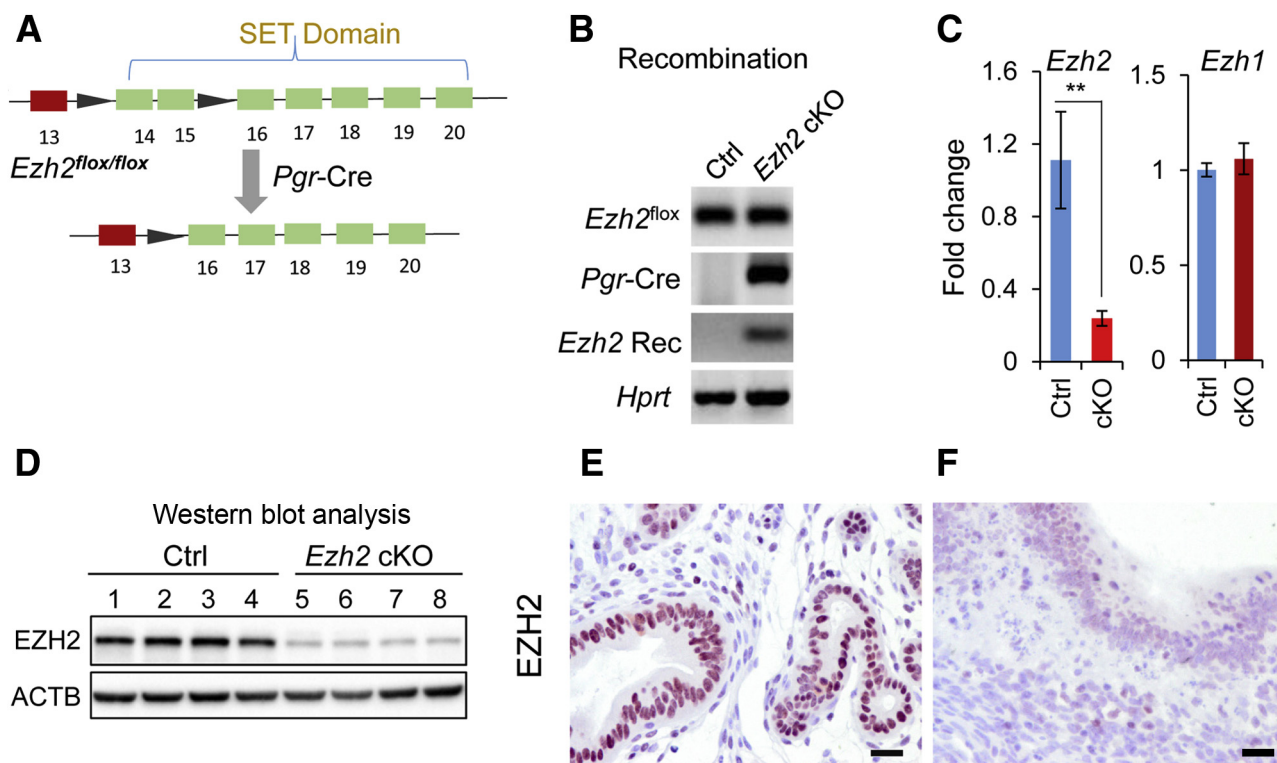 A
SET Domain
13 14 15 16 17 18 19 20
Ezh2flox/flox
Pgr-Cre
13 16 17 18 19 20
B
Recombination
Ctrl Ezh2 cKO
Ezh2flox
Pgr-Cre
Ezh2 Rec
Hprt
C
Fold change
Ezh2
**
1.6
1.2
0.8
0.4
0
Ctrl cKO
Ezh1
1.5
1
0.5
0
Ctrl cKO
D
Western blot analysis
Ctrl Ezh2 cKO
1 2 3 4 5 6 7 8
EZH2
ACTB
E
EZH2
F